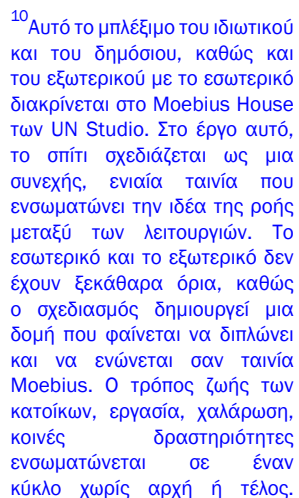 10Αυτό το μπλέξιμο του ιδιωτικού
και του δημόσιου, καθώς και
του εξωτερικού με το εσωτερικό
διακρίνεται στο Moebius House
των UN Studio. Στο έργο αυτό,
το σπίτι σχεδιάζεται ως μια
συνεχής, ενιαία ταινία που
ενσωματώνει την ιδέα της ροής
μεταξύ των λειτουργιών. Το
εσωτερικό και το εξωτερικό δεν
έχουν ξεκάθαρα όρια, καθώς
ο σχεδιασμός δημιουργεί μια
δομή που φαίνεται να διπλώνει
και να ενώνεται σαν ταινία
Moebius. Ο τρόπος ζωής των
κατοίκων, εργασία, χαλάρωση,
κοινές δραστηριότητες
ενσωματώνεται σε έναν
κύκλο χωρίς αρχή ή τέλος.